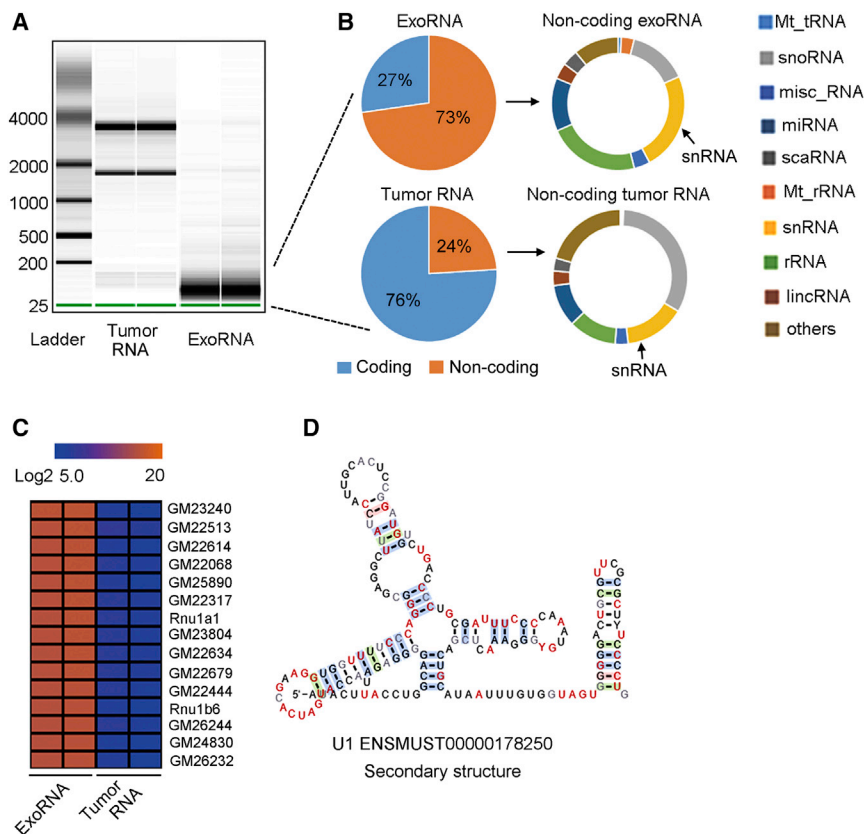 A
4000
2000
1000
500
200
25
Ladder
Tumor
RNA
ExoRNA
B
ExoRNA
27%
73%
Non-coding exoRNA
snRNA
Tumor RNA
24%
76%
Non-coding tumor RNA
snRNA
Coding
Non-coding
Mt_tRNA
snoRNA
misc_RNA
miRNA
scaRNA
Mt_rRNA
snRNA
rRNA
lincRNA
others
C
Log2 5.0 20
GM23240
GM22513
GM22614
GM22068
GM25890
GM22317
Rnu1a1
GM23804
GM22634
GM22679
GM22444
Rnu1b6
GM26244
GM24830
GM26232
ExoRNA
Tumor
RNA
D
5'
U1 ENSMUST00000178250
Secondary structure